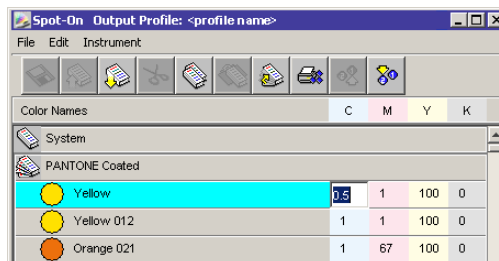 Spot-On Output Profile: <profile name>
File Edit Instrument
Color Names C M Y K
System
PANTONE Coated
Yellow 0.5 1 100 0
Yellow 012 1 1 100 0
Orange 021 1 67 100 0